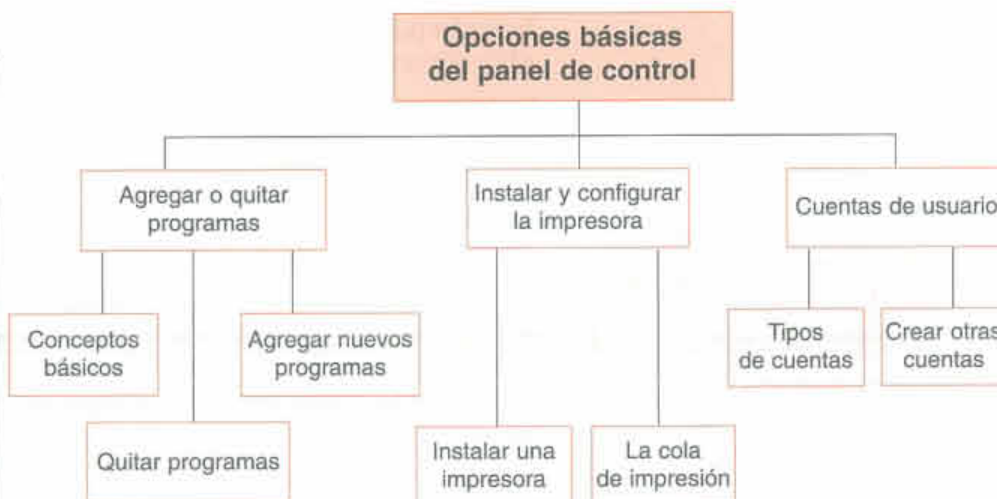 Opciones básicas
del panel de control
Agregar o quitar
programas
Instalar y configurar
la impresora
Cuentas de usuario
Conceptos
básicos
Agregar nuevos
programas
Tipos
de cuentas
Crear otras
cuentas
Quitar programas
Instalar una
impresora
La cola
de impresión